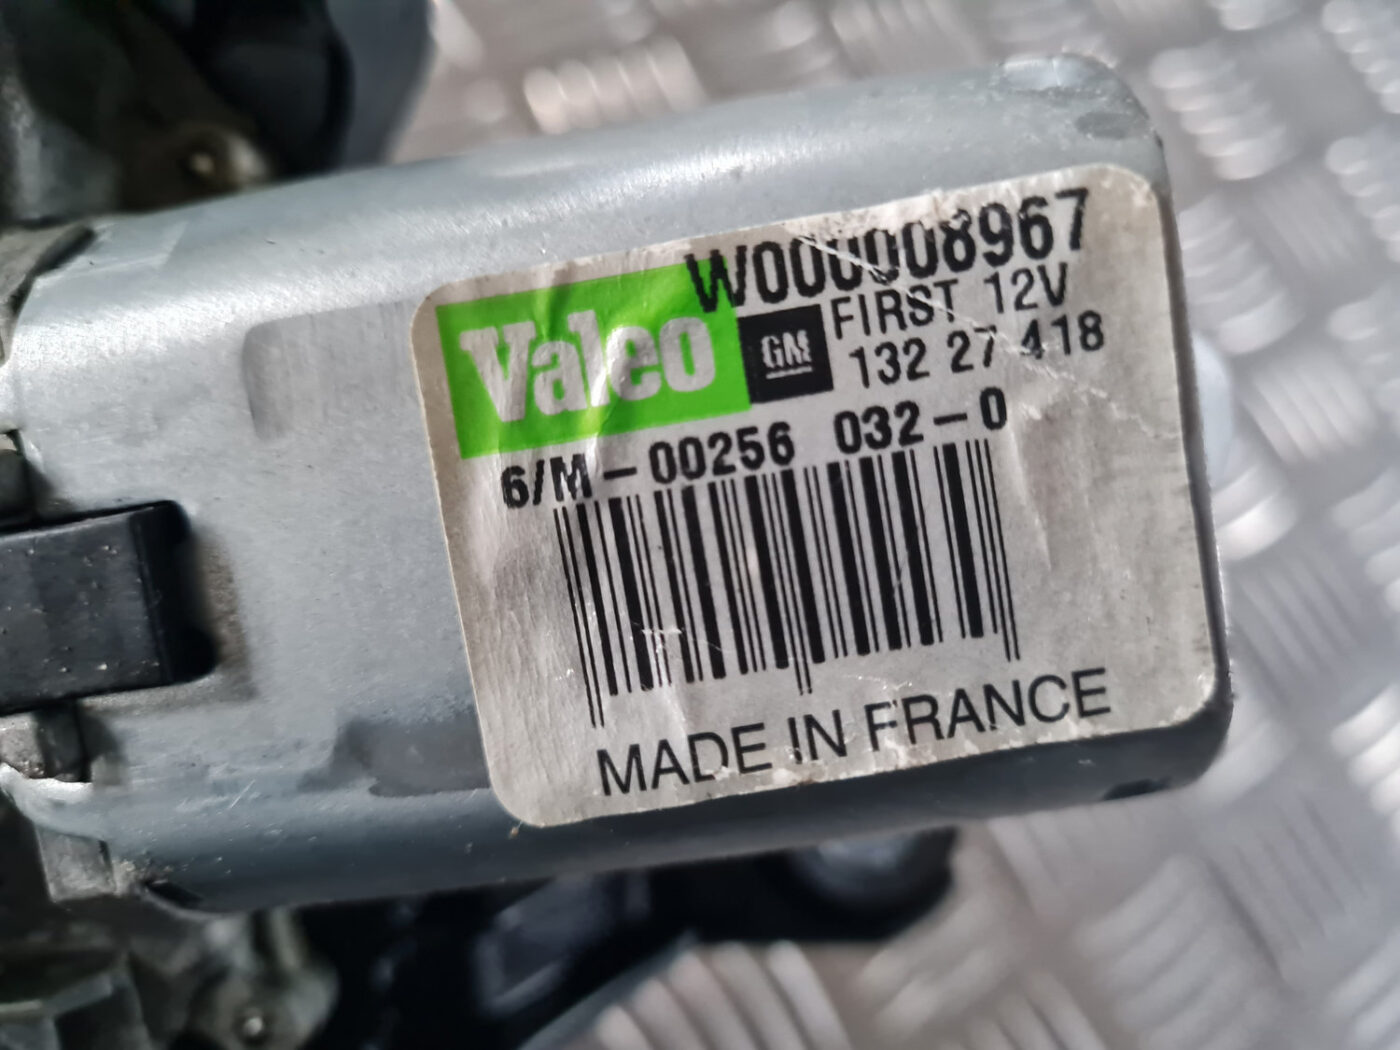 W000008967
Valeo
GM
FIRST 12V
132 27 418
6/M-00256 032-0
MADE IN FRANCE